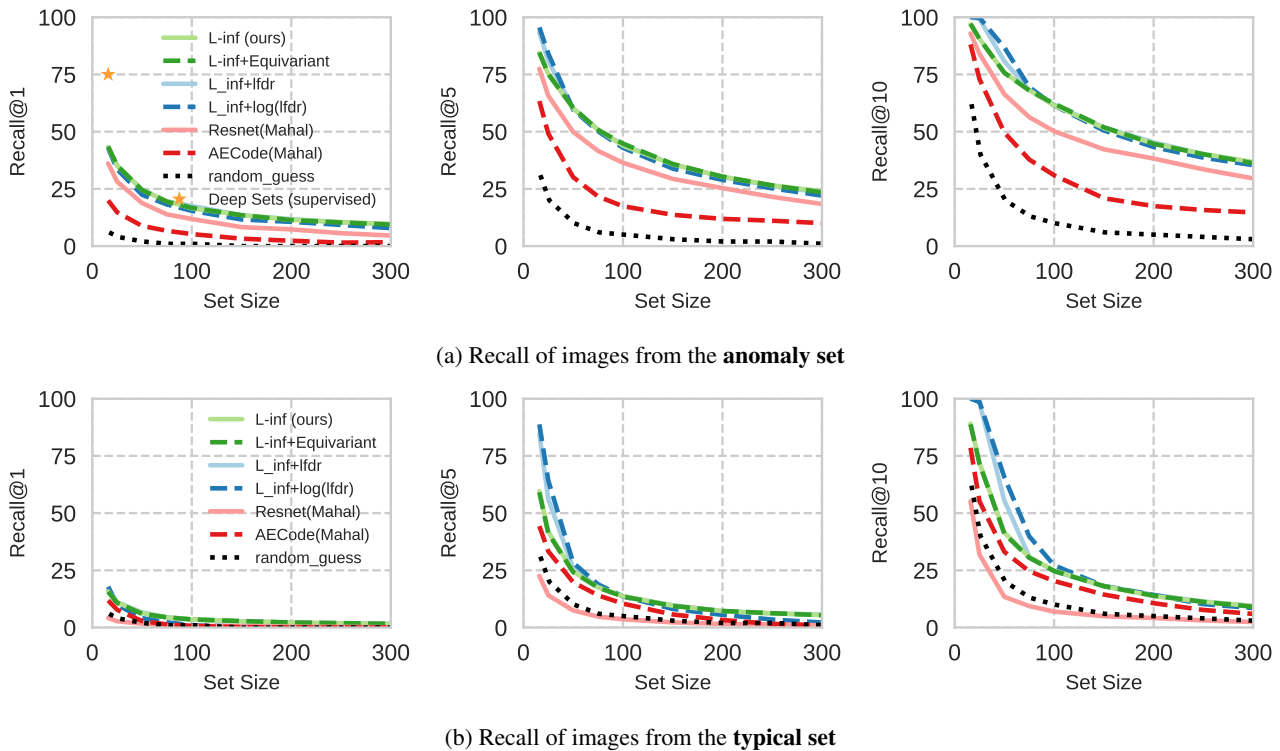 100
75
50
25
0
Recall@1
L-inf (ours)
L-inf+Equivariant
L_inf+lfdr
L_inf+log(lfdr)
Resnet(Mahal)
AECode(Mahal)
random_guess
Deep Sets (supervised)
0 100 200 300
Set Size
100
75
50
25
0
Recall@5
0 100 200 300
Set Size
100
75
50
25
0
Recall@10
0 100 200 300
Set Size
(a) Recall of images from the anomaly set
100
75
50
25
0
Recall@1
L-inf (ours)
L-inf+Equivariant
L_inf+lfdr
L_inf+log(lfdr)
Resnet(Mahal)
AECode(Mahal)
random_guess
0 100 200 300
Set Size
100
75
50
25
0
Recall@5
0 100 200 300
Set Size
100
75
50
25
0
Recall@10
0 100 200 300
Set Size
(b) Recall of images from the typical set